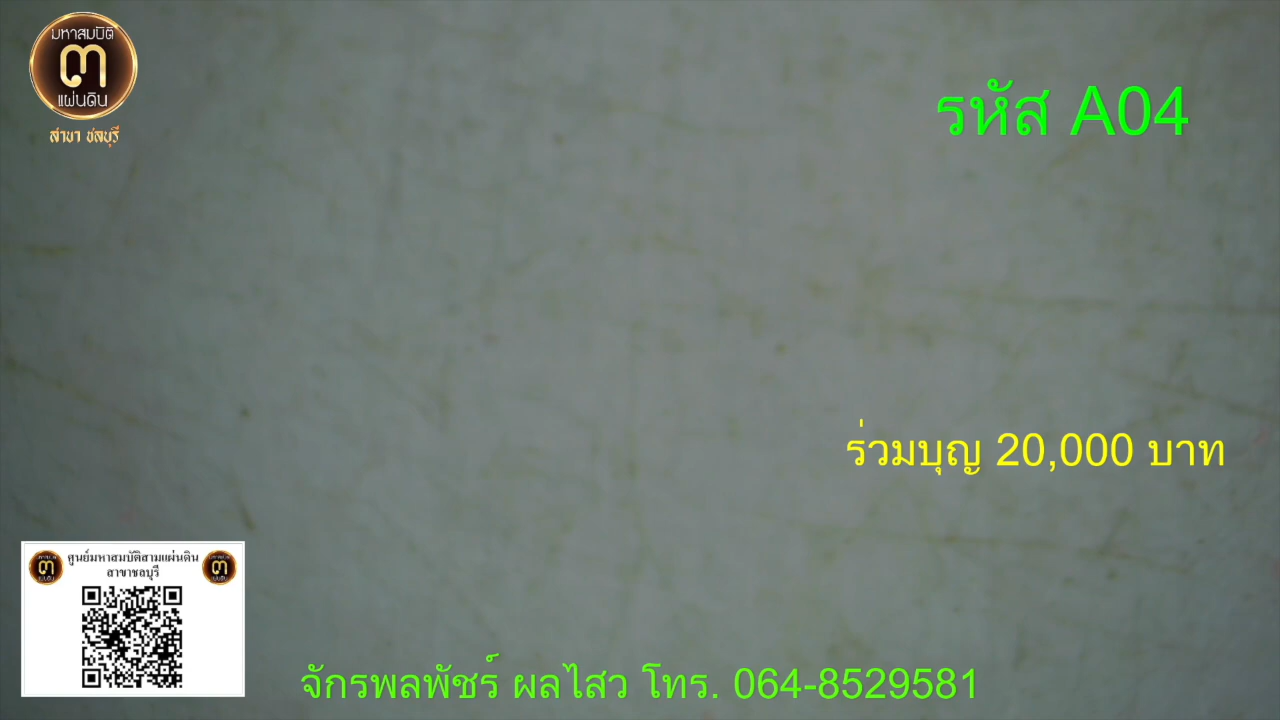 มหาสมบัติ
๓
แผ่นดิน
สาขา ชลบุรี
รหัส A04
ร่วมบุญ 20,000 บาท
ศูนย์มหาสมบัติสามแผ่นดิน
สาขาชลบุรี
จักรพลพัชร์ ผลไสว โทร. 064-8529581